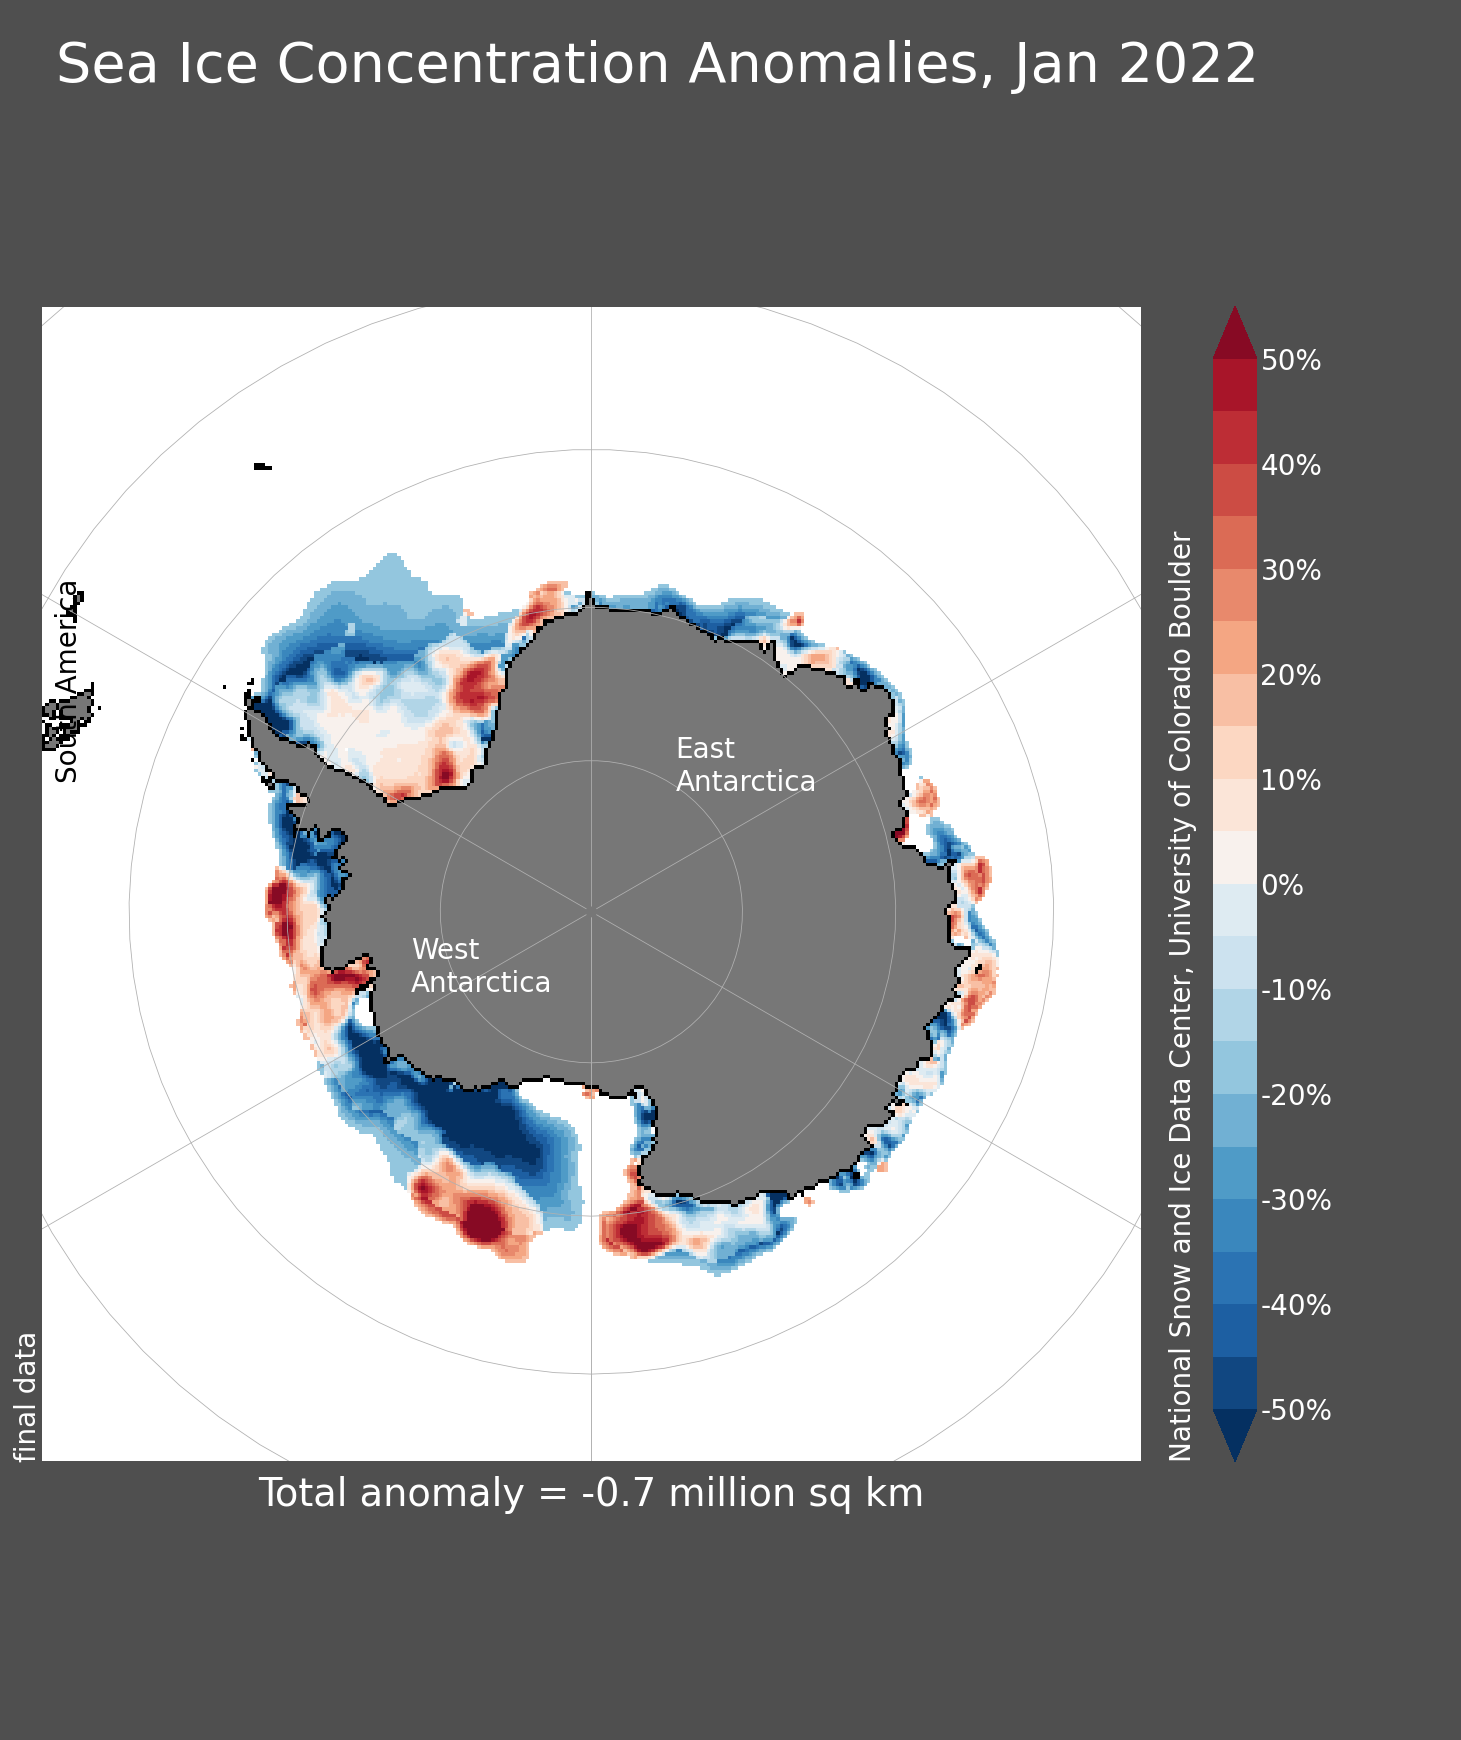 Sea Ice Concentration Anomalies, Jan 2022
South America
East
Antarctica
West
Antarctica
final data
National Snow and Ice Data Center, University of Colorado Boulder
50%
40%
30%
20%
10%
0%
-10%
-20%
-30%
-40%
-50%
Total anomaly = -0.7 million sq km